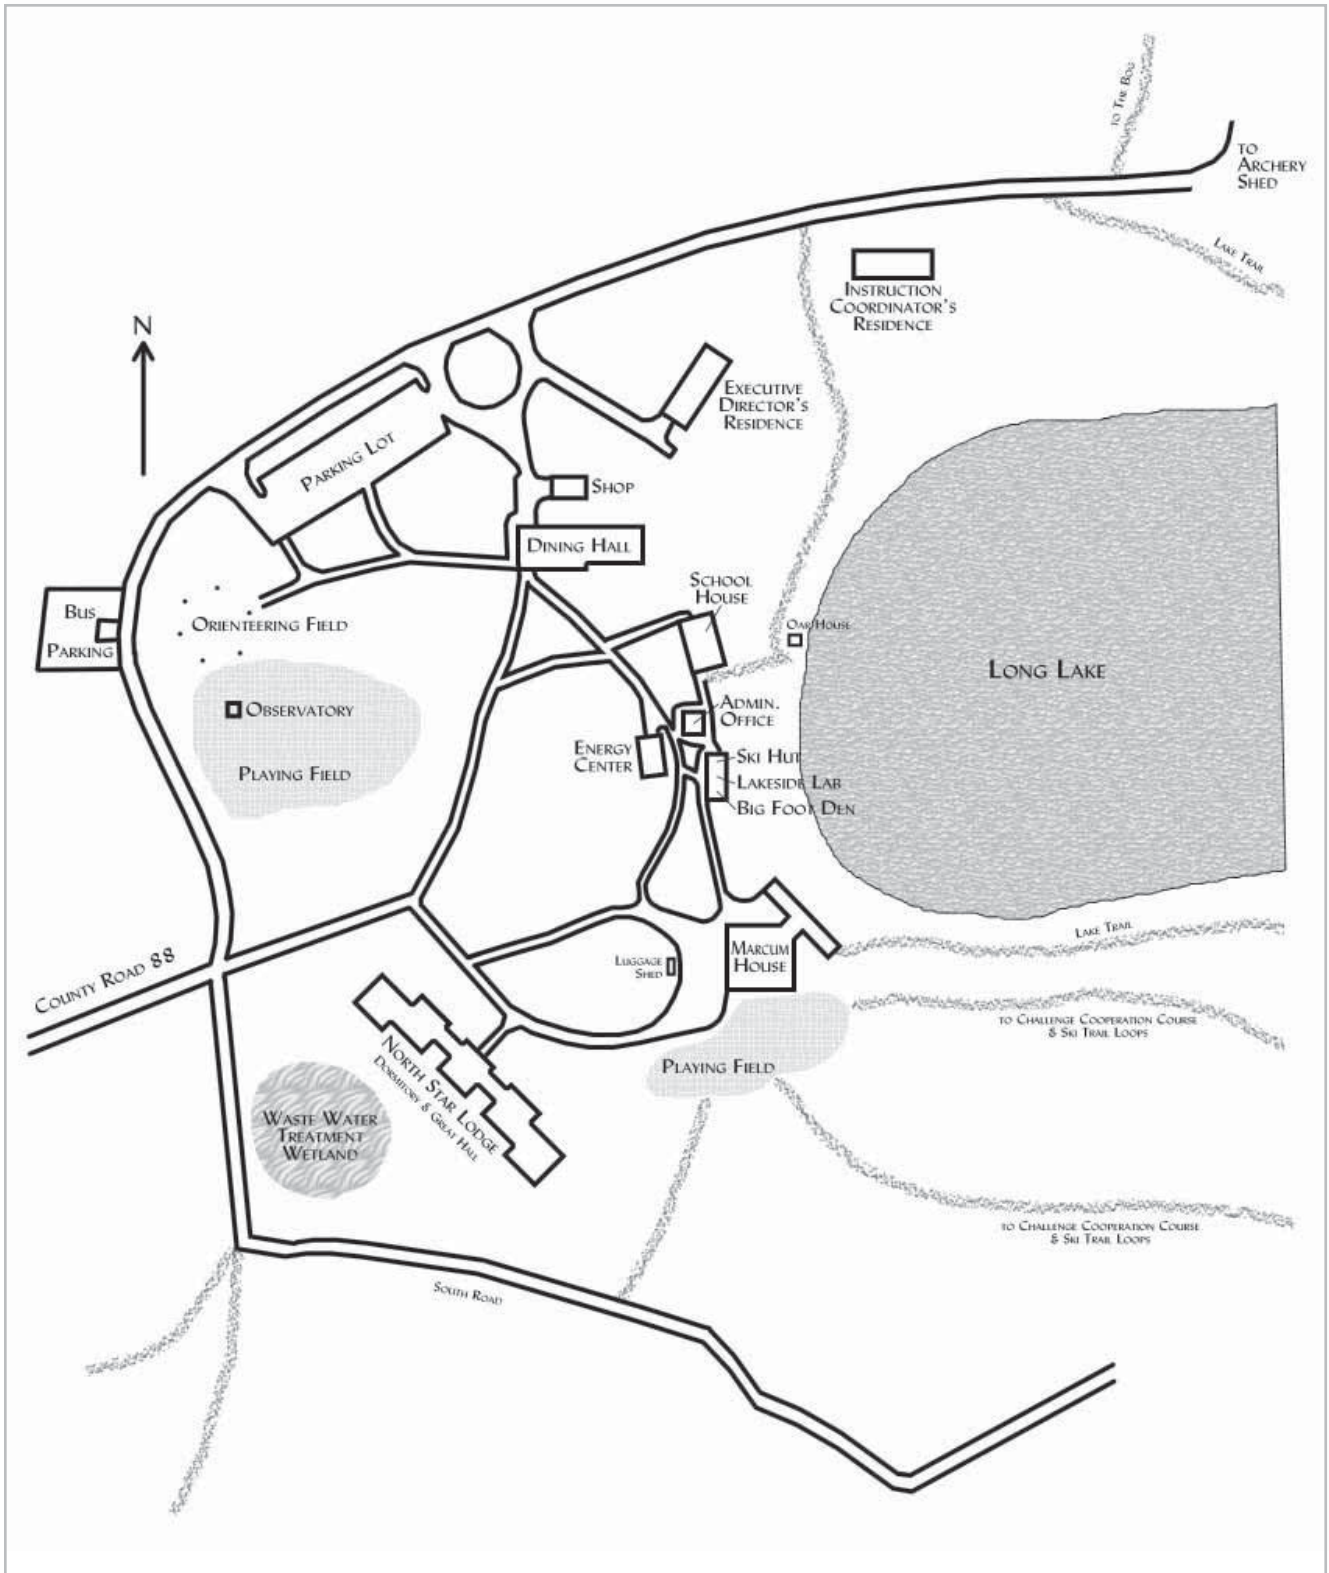 TO THE BOG
TO
ARCHERY
SHED
LAKE TRAIL
INSTRUCTION
COORDINATOR'S
RESIDENCE
N
EXECUTIVE
DIRECTOR'S
RESIDENCE
PARKING LOT
SHOP
DINING HALL
SCHOOL
HOUSE
BUS
PARKING
ORIENTEERING FIELD
OAR HOUSE
LONG LAKE
OBSERVATORY
ADMIN.
OFFICE
ENERGY
CENTER
SKI HUT
LAKESIDE LAB
BIG FOOT DEN
PLAYING FIELD
LAKE TRAIL
COUNTY ROAD 88
LUGGAGE
SHED
MARCUM
HOUSE
TO CHALLENGE COOPERATION COURSE
& SKI TRAIL LOOPS
NORTH STAR LODGE
DORMITORY & GREAT HALL
PLAYING FIELD
WASTE WATER
TREATMENT
WETLAND
TO CHALLENGE COOPERATION COURSE
& SKI TRAIL LOOPS
SOUTH ROAD